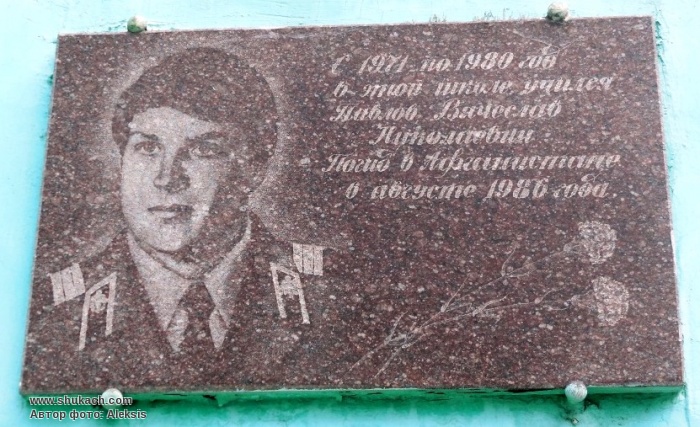 С 1971 по 1980 год
в этой школе учился
Павлов Вячеслав
Николаевич
Погиб в Афганистане
в августе 1986 года
www.shukach.com
Автор фото: Aleksis